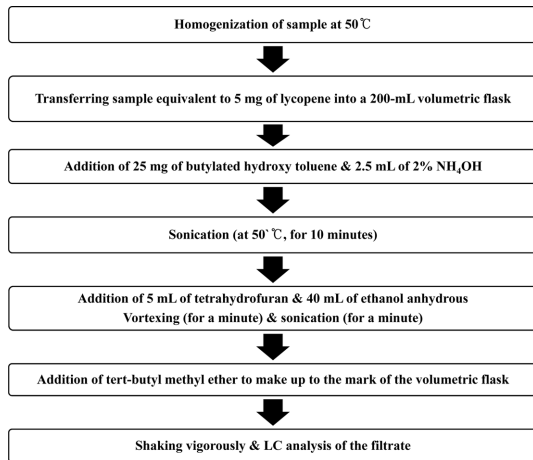 Homogenization of sample at 50℃
Transferring sample equivalent to 5 mg of lycopene into a 200-mL volumetric flask
Addition of 25 mg of butylated hydroxy toluene & 2.5 mL of 2% NH₄OH
Sonication (at 50`℃, for 10 minutes)
Addition of 5 mL of tetrahydrofuran & 40 mL of ethanol anhydrous
Vortexing (for a minute) & sonication (for a minute)
Addition of tert-butyl methyl ether to make up to the mark of the volumetric flask
Shaking vigorously & LC analysis of the filtrate